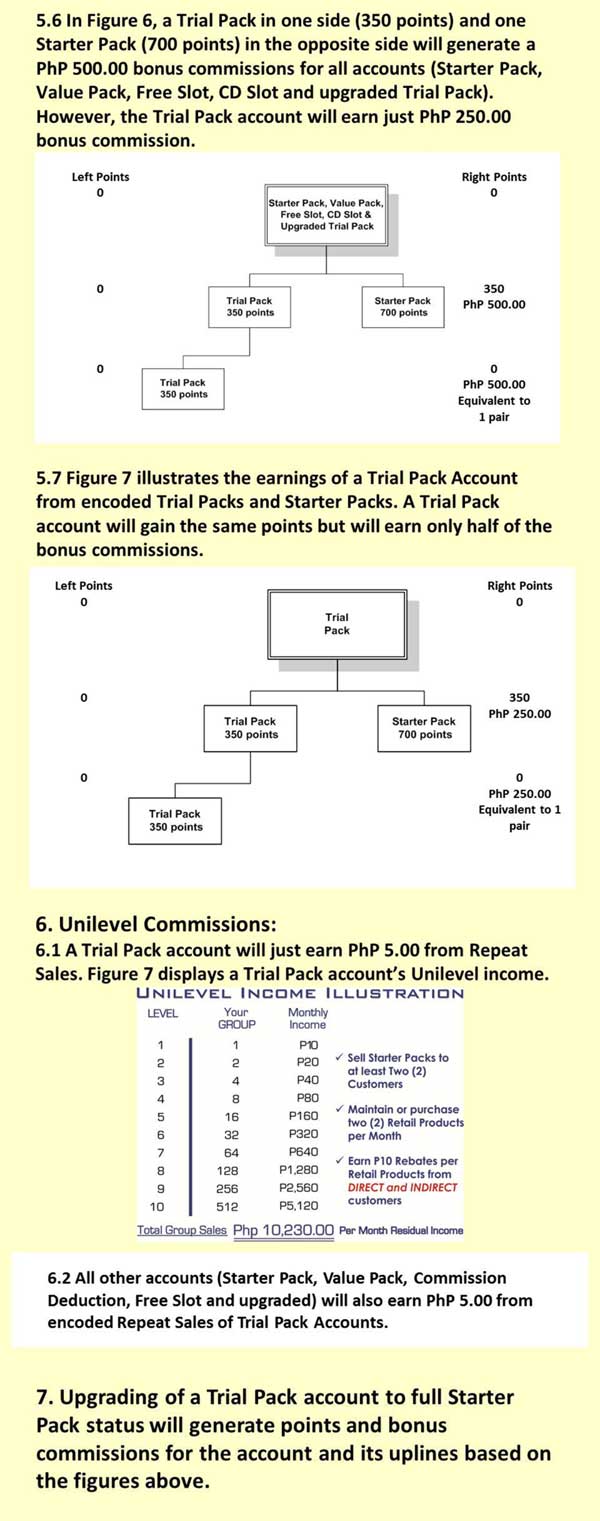 5.6 In Figure 6, a Trial Pack in one side (350 points) and one
Starter Pack (700 points) in the opposite side will generate a
PhP 500.00 bonus commissions for all accounts (Starter Pack,
Value Pack, Free Slot, CD Slot and upgraded Trial Pack).
However, the Trial Pack account will earn just PhP 250.00
bonus commission.
Left Points
0
Right Points
0
Starter Pack, Value Pack,
Free Slot, CD Slot &
Upgraded Trial Pack
0
Trial Pack
350 points
Starter Pack
700 points
350
PhP 500.00
0
Trial Pack
350 points
0
PhP 500.00
Equivalent to
1 pair
5.7 Figure 7 illustrates the earnings of a Trial Pack Account
from encoded Trial Packs and Starter Packs. A Trial Pack
account will gain the same points but will earn only half of the
bonus commissions.
Left Points
0
Right Points
0
Trial
Pack
0
Trial Pack
350 points
Starter Pack
700 points
350
PhP 250.00
0
Trial Pack
350 points
0
PhP 250.00
Equivalent to 1
pair
6. Unilevel Commissions:
6.1 A Trial Pack account will just earn PhP 5.00 from Repeat
Sales. Figure 7 displays a Trial Pack account's Unilevel income.
UNILEVEL INCOME ILLUSTRATION
LEVEL Your GROUP Monthly Income
1 1 P10
2 2 P20
3 4 P40
4 8 P80
5 16 P160
6 32 P320
7 64 P640
8 128 P1,280
9 256 P2,560
10 512 P5,120
✓ Sell Starter Packs to
at least Two (2)
Customers
✓ Maintain or purchase
two (2) Retail Products
per Month
✓ Earn P10 Rebates per
Retail Products from
DIRECT and INDIRECT
customers
Total Group Sales Php 10,230.00 Per Month Residual Income
6.2 All other accounts (Starter Pack, Value Pack, Commission
Deduction, Free Slot and upgraded) will also earn PhP 5.00 from
encoded Repeat Sales of Trial Pack Accounts.
7. Upgrading of a Trial Pack account to full Starter
Pack status will generate points and bonus
commissions for the account and its uplines based on
the figures above.